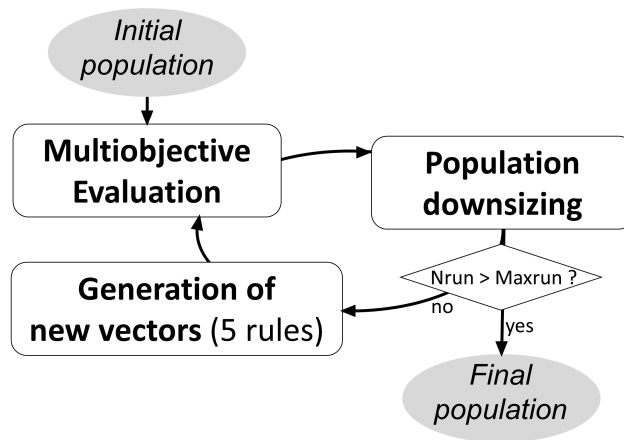 Initial
population
Multiobjective
Evaluation
Population
downsizing
Nrun > Maxrun ?
no
yes
Generation of
new vectors (5 rules)
Final
population